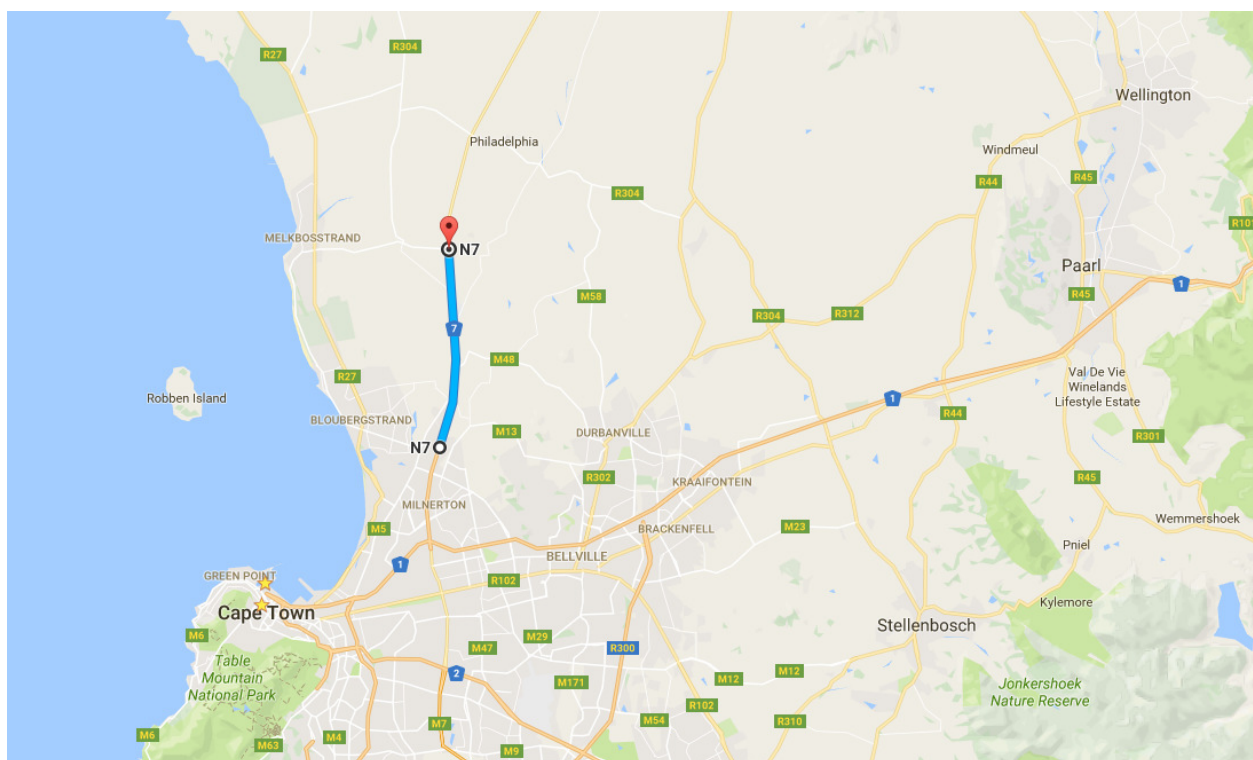 R304
R27
Wellington
Philadelphia
Windmeul
R44
R45
R304
R101
MELKBOSSTRAND
N7
Paarl
1
M58
R45
7
R304
R312
M48
R27
Val De Vie
Winelands
Lifestyle Estate
Robben Island
1
R44
BLOUBERGSTRAND
M13
DURBANVILLE
R301
N7
R302
KRAAIFONTEIN
R45
MILNERTON
M5
BRACKENFELL
M23
Wemmershoek
Pniel
BELLVILLE
1
GREEN POINT
R102
Kylemore
Cape Town
Stellenbosch
M6
M29
M47
R300
Table
Mountain
National Park
2
M171
M12
M12
Jonkershoek
Nature Reserve
R102
M54
R310
M6
M4
M7
M63
M9